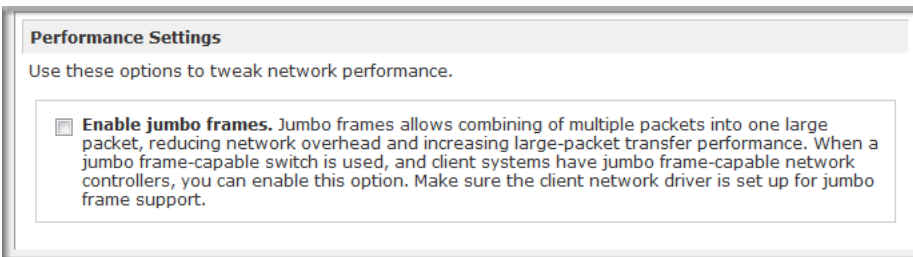 Performance Settings
Use these options to tweak network performance.
Enable jumbo frames. Jumbo frames allows combining of multiple packets into one large
packet, reducing network overhead and increasing large-packet transfer performance. When a
jumbo frame-capable switch is used, and client systems have jumbo frame-capable network
controllers, you can enable this option. Make sure the client network driver is set up for jumbo
frame support.